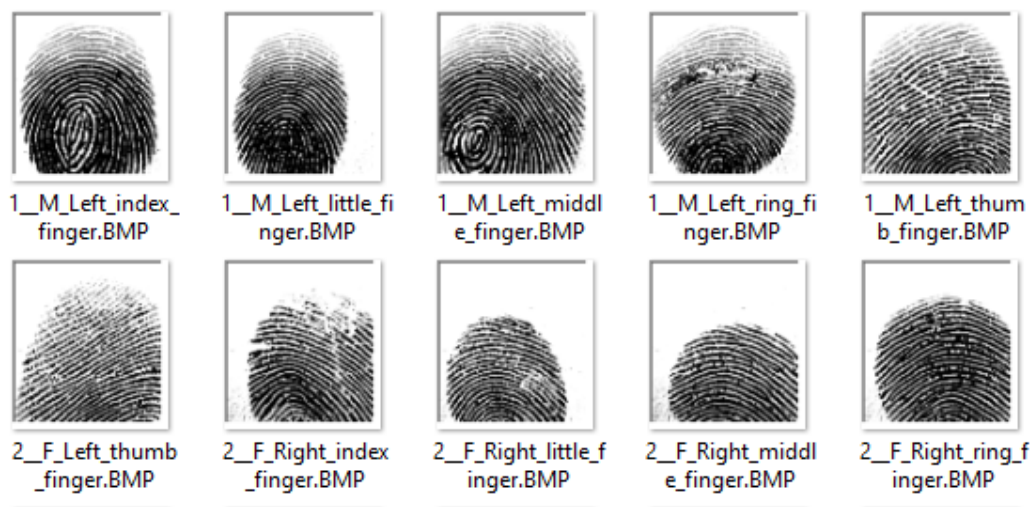 1__M_Left_index_
finger.BMP
1__M_Left_little_fi
nger.BMP
1__M_Left_middl
e_finger.BMP
1__M_Left_ring_fi
nger.BMP
1__M_Left_thum
b_finger.BMP
2__F_Left_thumb
_finger.BMP
2__F_Right_index
_finger.BMP
2__F_Right_little_f
inger.BMP
2__F_Right_middl
e_finger.BMP
2__F_Right_ring_f
inger.BMP